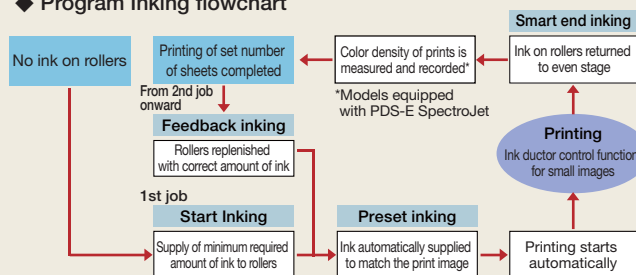 ◆ Program Inking flowchart
Smart end inking
No ink on rollers
Printing of set number
of sheets completed
Color density of prints is
measured and recorded*
Ink on rollers returned
to even stage
*Models equipped
with PDS-E SpectroJet
From 2nd job
onward
Feedback inking
Rollers replenished
with correct amount of ink
Printing
Ink ductor control function
for small images
1st job
Start Inking
Preset inking
Supply of minimum required
amount of ink to rollers
Ink automatically supplied
to match the print image
Printing starts
automatically